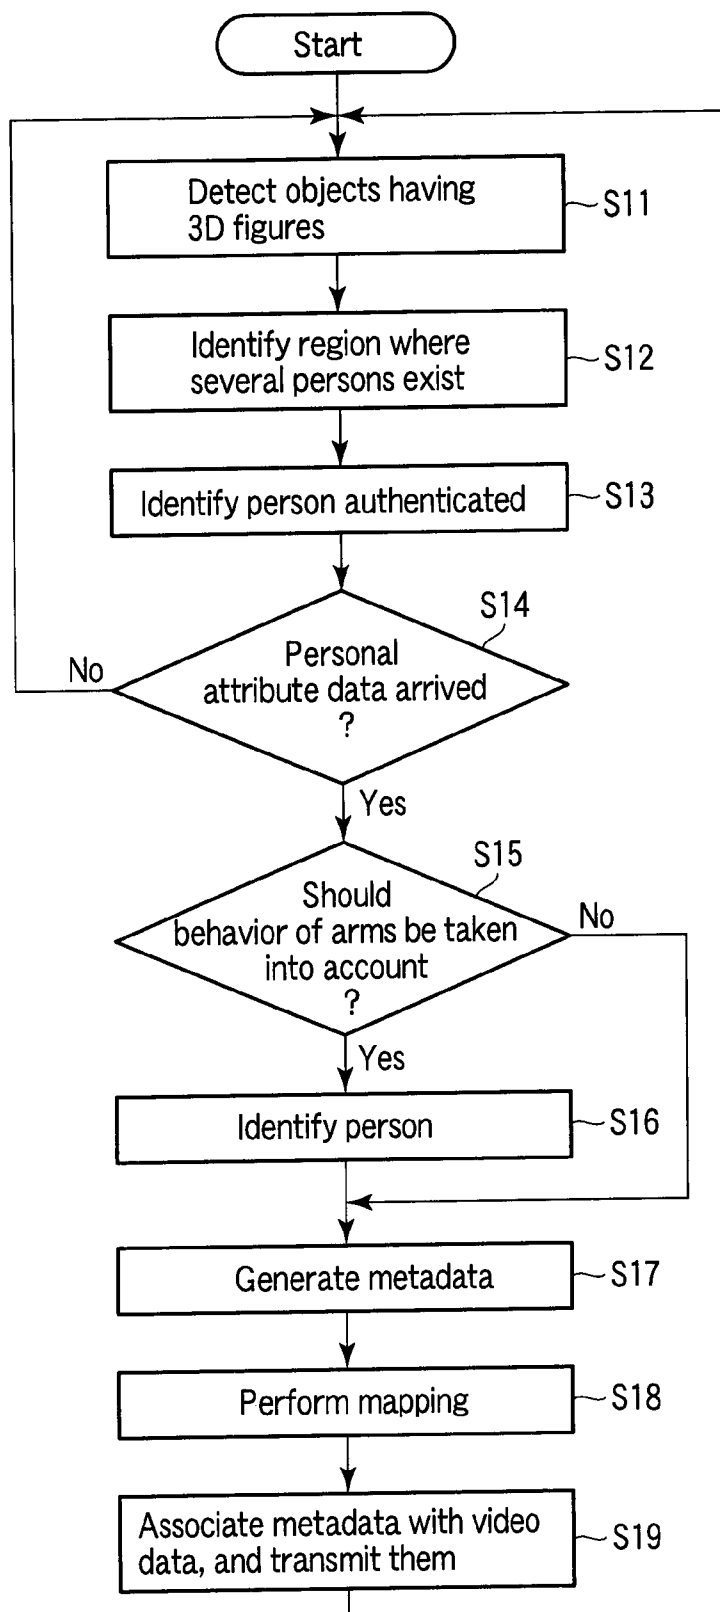 Start
Detect objects having
3D figures
S11
Identify region where
several persons exist
S12
Identify person authenticated
S13
S14
Personal
attribute data arrived
?
No
Yes
S15
Should
behavior of arms be taken
into account
?
No
Yes
Identify person
S16
Generate metadata
S17
Perform mapping
S18
Associate metadata with video
data, and transmit them
S19